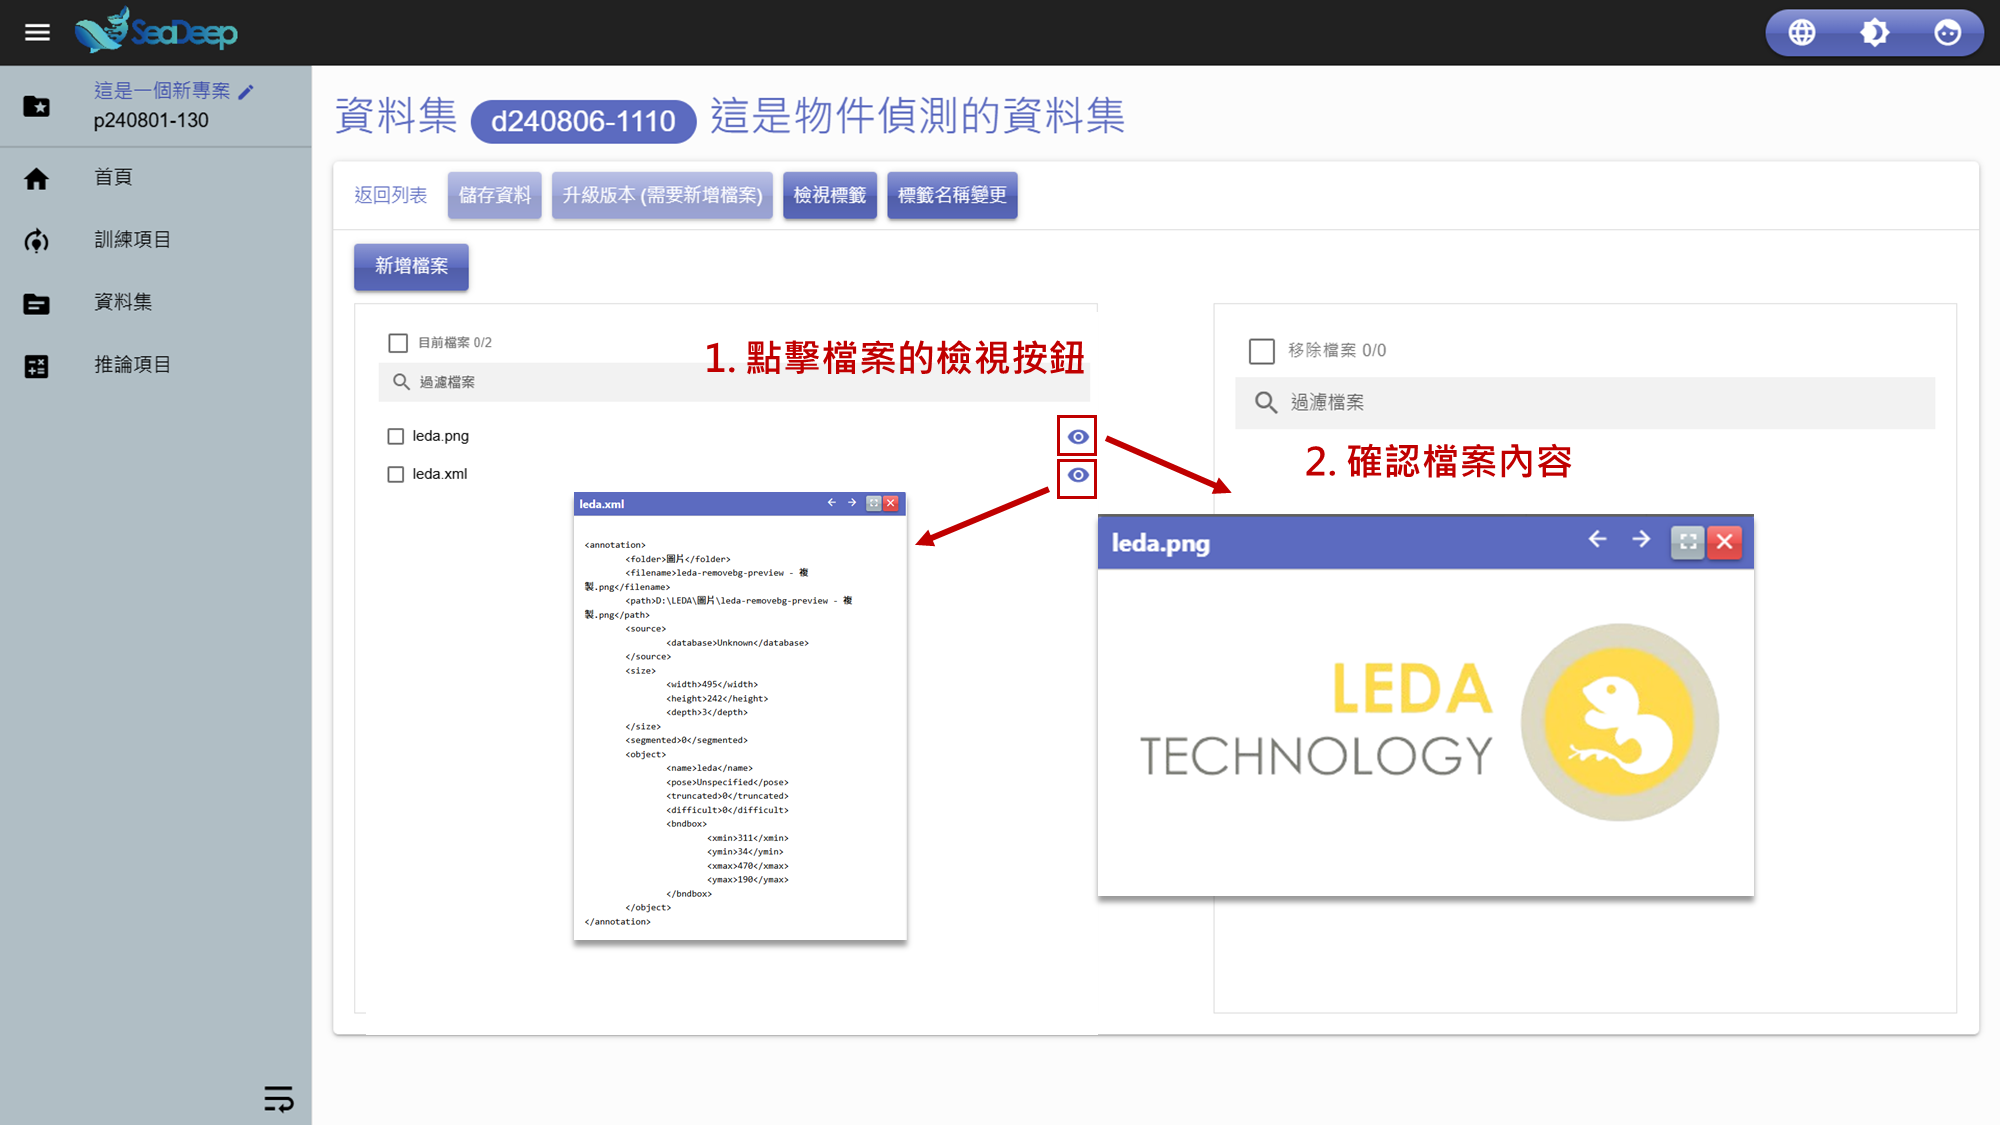 SeaDeep
這是一個新專案
p240801-130
首頁
訓練項目
資料集
推論項目
資料集 d240806-1110 這是物件偵測的資料集
返回列表 儲存資料 升級版本 (需要新增檔案) 檢視標籤 標籤名稱變更
新增檔案
目前檔案 0/2
1. 點擊檔案的檢視按鈕
過濾檔案
leda.png
leda.xml
移除檔案 0/0
過濾檔案
2. 確認檔案內容
leda.xml
<annotation>
<folder>圖片</folder>
<filename>leda-removebg-preview - 複
製.png</filename>
<path>D:\LEDA\圖片\leda-removebg-preview - 複
製.png</path>
<source>
<database>Unknown</database>
</source>
<size>
<width>495</width>
<height>242</height>
<depth>3</depth>
</size>
<segmented>0</segmented>
<object>
<name>leda</name>
<pose>Unspecified</pose>
<truncated>0</truncated>
<difficult>0</difficult>
<bndbox>
<xmin>311</xmin>
<ymin>34</ymin>
<xmax>470</xmax>
<ymax>190</ymax>
</bndbox>
</object>
</annotation>
leda.png
LEDA
TECHNOLOGY